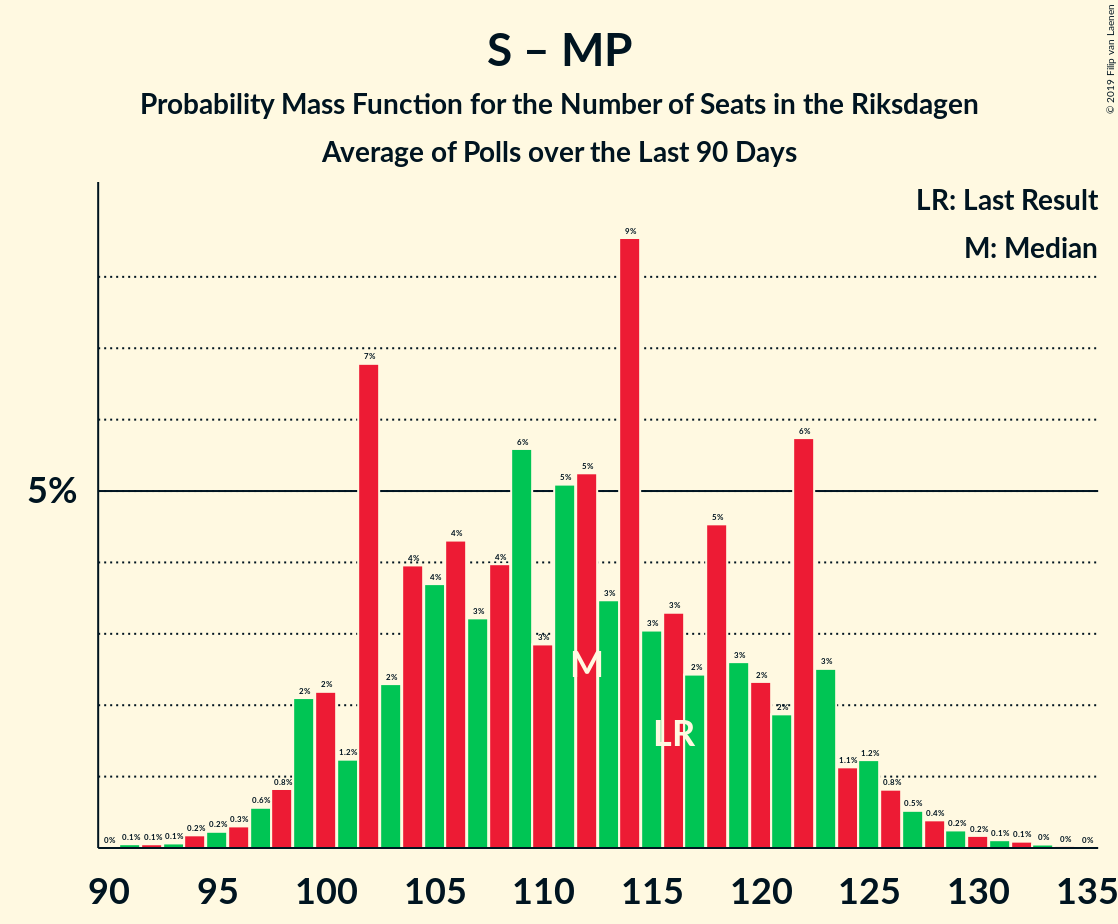 S – MP
Probability Mass Function for the Number of Seats in the Riksdagen
Average of Polls over the Last 90 Days
© 2019 Filip van Laenen
LR: Last Result
M: Median
5%
0% 0.1% 0.1% 0.1% 0.2% 0.2% 0.3% 0.6% 0.8% 2% 2% 1.2% 7% 2% 4% 4% 4% 3% 4% 6% 3% 5% 5% 3% 9% 3% 3% 2% 5% 3% 2% 2% 6% 3% 1.1% 1.2% 0.8% 0.5% 0.4% 0.2% 0.2% 0.1% 0.1% 0% 0% 0%
M
LR
90 95 100 105 110 115 120 125 130 135